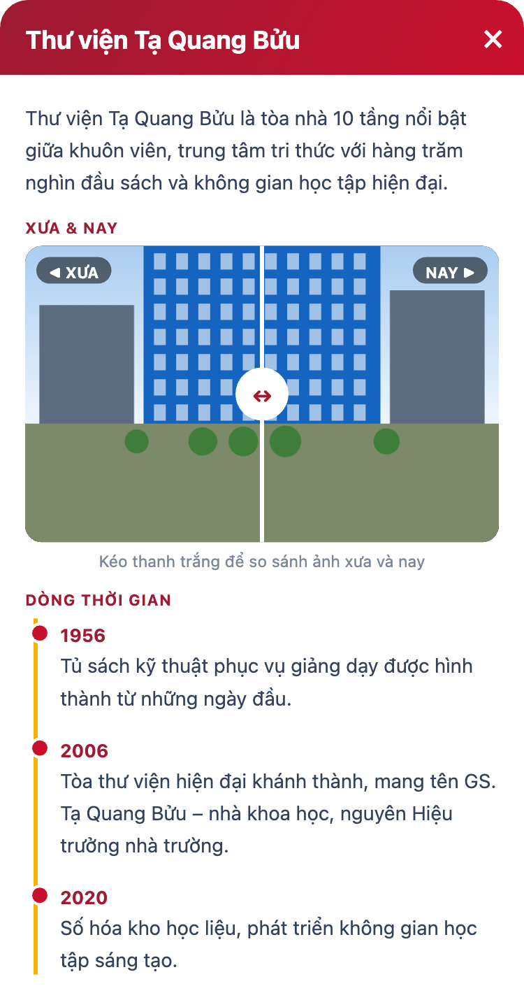 Thư viện Tạ Quang Bửu
Thư viện Tạ Quang Bửu là tòa nhà 10 tầng nổi bật
giữa khuôn viên, trung tâm tri thức với hàng trăm
nghìn đầu sách và không gian học tập hiện đại.
XƯA & NAY
◀ XƯA
NAY ▶
Kéo thanh trắng để so sánh ảnh xưa và nay
DÒNG THỜI GIAN
1956
Tủ sách kỹ thuật phục vụ giảng dạy được hình
thành từ những ngày đầu.
2006
Tòa thư viện hiện đại khánh thành, mang tên GS.
Tạ Quang Bửu – nhà khoa học, nguyên Hiệu
trưởng nhà trường.
2020
Số hóa kho học liệu, phát triển không gian học
tập sáng tạo.